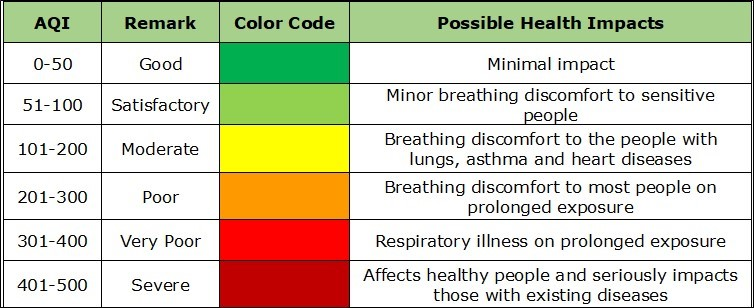 AQI Remark Color Code Possible Health Impacts
0-50 Good Minimal impact
51-100 Satisfactory Minor breathing discomfort to sensitive
people
101-200 Moderate Breathing discomfort to the people with
lungs, asthma and heart diseases
201-300 Poor Breathing discomfort to most people on
prolonged exposure
301-400 Very Poor Respiratory illness on prolonged exposure
401-500 Severe Affects healthy people and seriously impacts
those with existing diseases